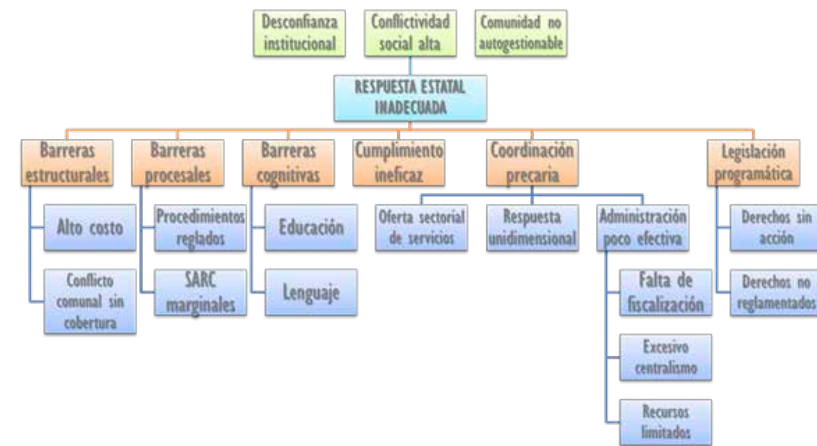 Desconfianza
institucional
Conflictividad
social alta
Comunidad no
autogestionable
RESPUESTA ESTATAL
INADECUADA
Barreras
estructurales
Barreras
procesales
Barreras
cognitivas
Cumplimiento
ineficaz
Coordinación
precaria
Legislación
programática
Alto costo
Procedimientos
reglados
Educación
Oferta sectorial
de servicios
Respuesta
unidimensional
Administración
poco efectiva
Derechos sin
acción
Conflicto
comunal sin
cobertura
SARC
marginales
Lenguaje
Falta de
fiscalización
Derechos no
reglamentados
Excesivo
centralismo
Recursos
limitados